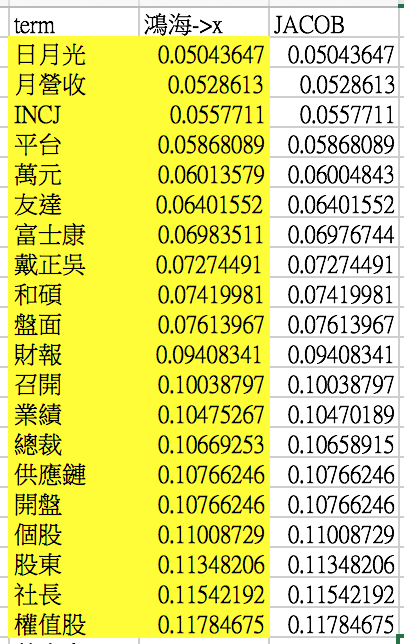 term 鴻海->x JACOB
日月光 0.05043647 0.05043647
月營收 0.0528613 0.0528613
INCJ 0.0557711 0.0557711
平台 0.05868089 0.05868089
萬元 0.06013579 0.06004843
友達 0.06401552 0.06401552
富士康 0.06983511 0.06976744
戴正吳 0.07274491 0.07274491
和碩 0.07419981 0.07419981
盤面 0.07613967 0.07613967
財報 0.09408341 0.09408341
召開 0.10038797 0.10038797
業績 0.10475267 0.10470189
總裁 0.10669253 0.10658915
供應鏈 0.10766246 0.10766246
開盤 0.10766246 0.10766246
個股 0.11008729 0.11008729
股東 0.11348206 0.11348206
社長 0.11542192 0.11542192
權值股 0.11784675 0.11784675